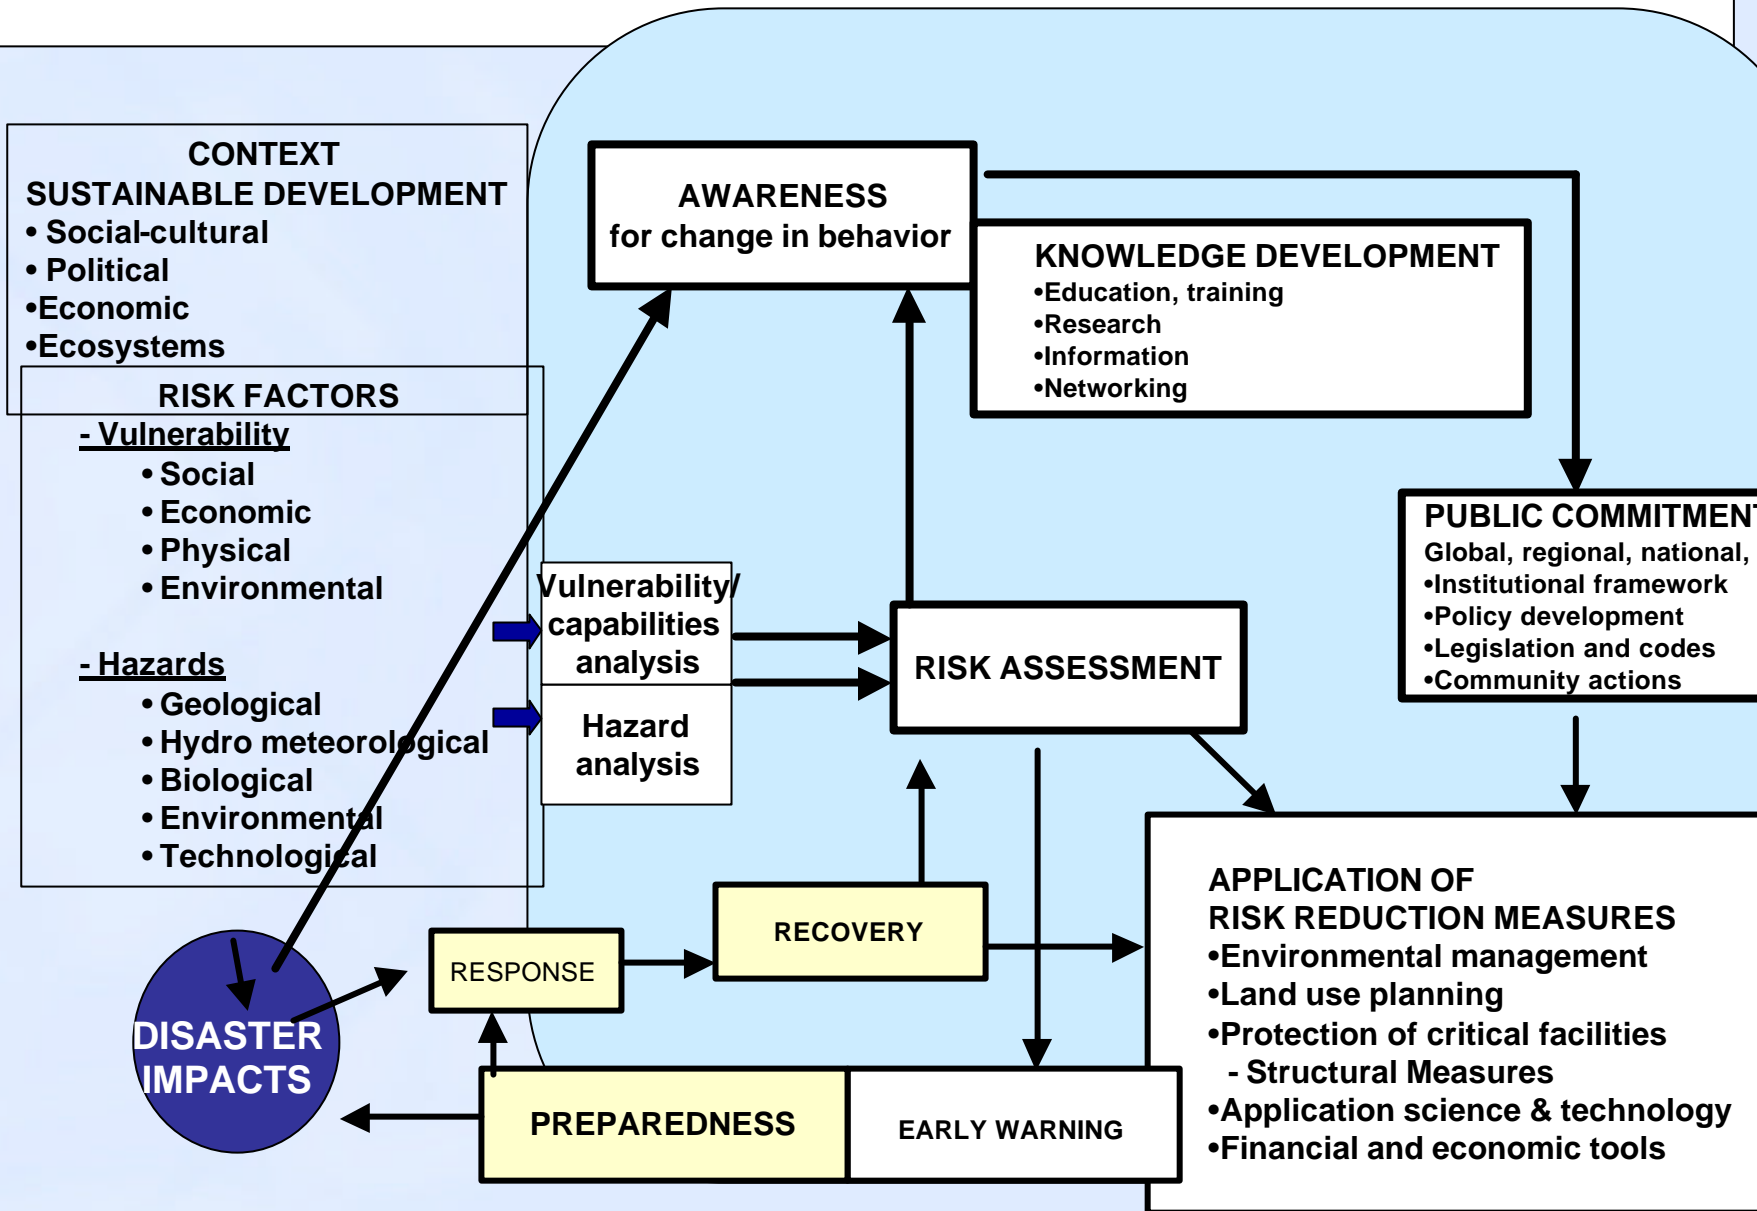 CONTEXT
SUSTAINABLE DEVELOPMENT
• Social-cultural
• Political
•Economic
•Ecosystems
RISK FACTORS
- Vulnerability
• Social
• Economic
• Physical
• Environmental
- Hazards
• Geological
• Hydro meteorological
• Biological
• Environmental
• Technological
AWARENESS
for change in behavior
KNOWLEDGE DEVELOPMENT
•Education, training
•Research
•Information
•Networking
PUBLIC COMMITMENT
Global, regional, national,
•Institutional framework
•Policy development
•Legislation and codes
•Community actions
Vulnerability/
capabilities
analysis
Hazard
analysis
RISK ASSESSMENT
APPLICATION OF
RISK REDUCTION MEASURES
•Environmental management
•Land use planning
•Protection of critical facilities
- Structural Measures
•Application science & technology
•Financial and economic tools
RECOVERY
RESPONSE
DISASTER
IMPACTS
PREPAREDNESS
EARLY WARNING